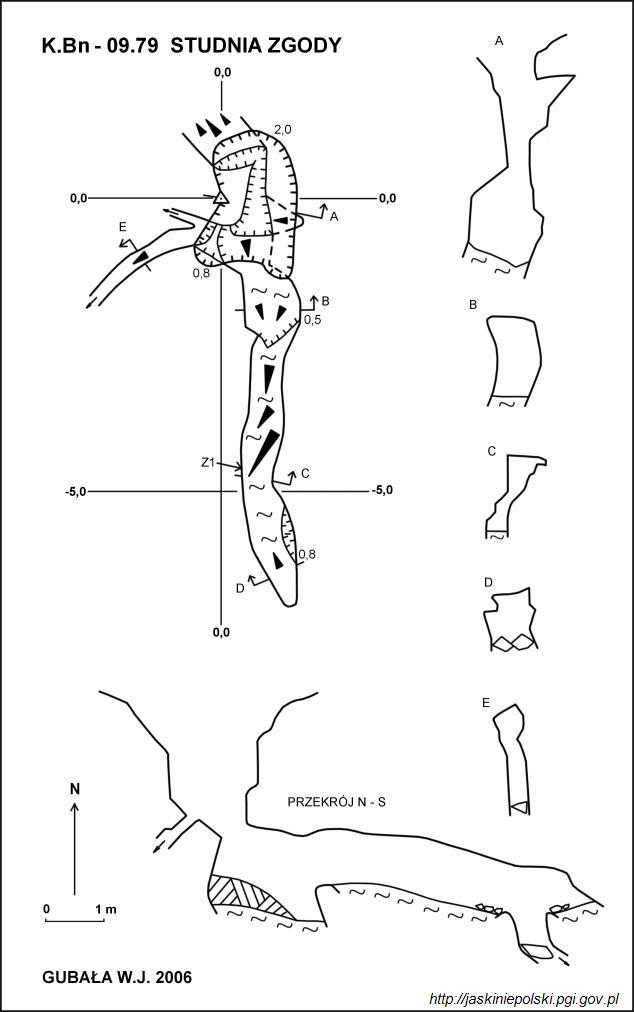 K.Bn - 09.79 STUDNIA ZGODY
0,0
2,0
0,0
0,0
E
A
0,8
B
0,5
Z1
C
-5,0
-5,0
0,8
D
0,0
A
B
C
D
E
PRZEKRÓJ N - S
N
0 1 m
GUBAŁA W.J. 2006
http://jaskiniepolski.pgi.gov.pl